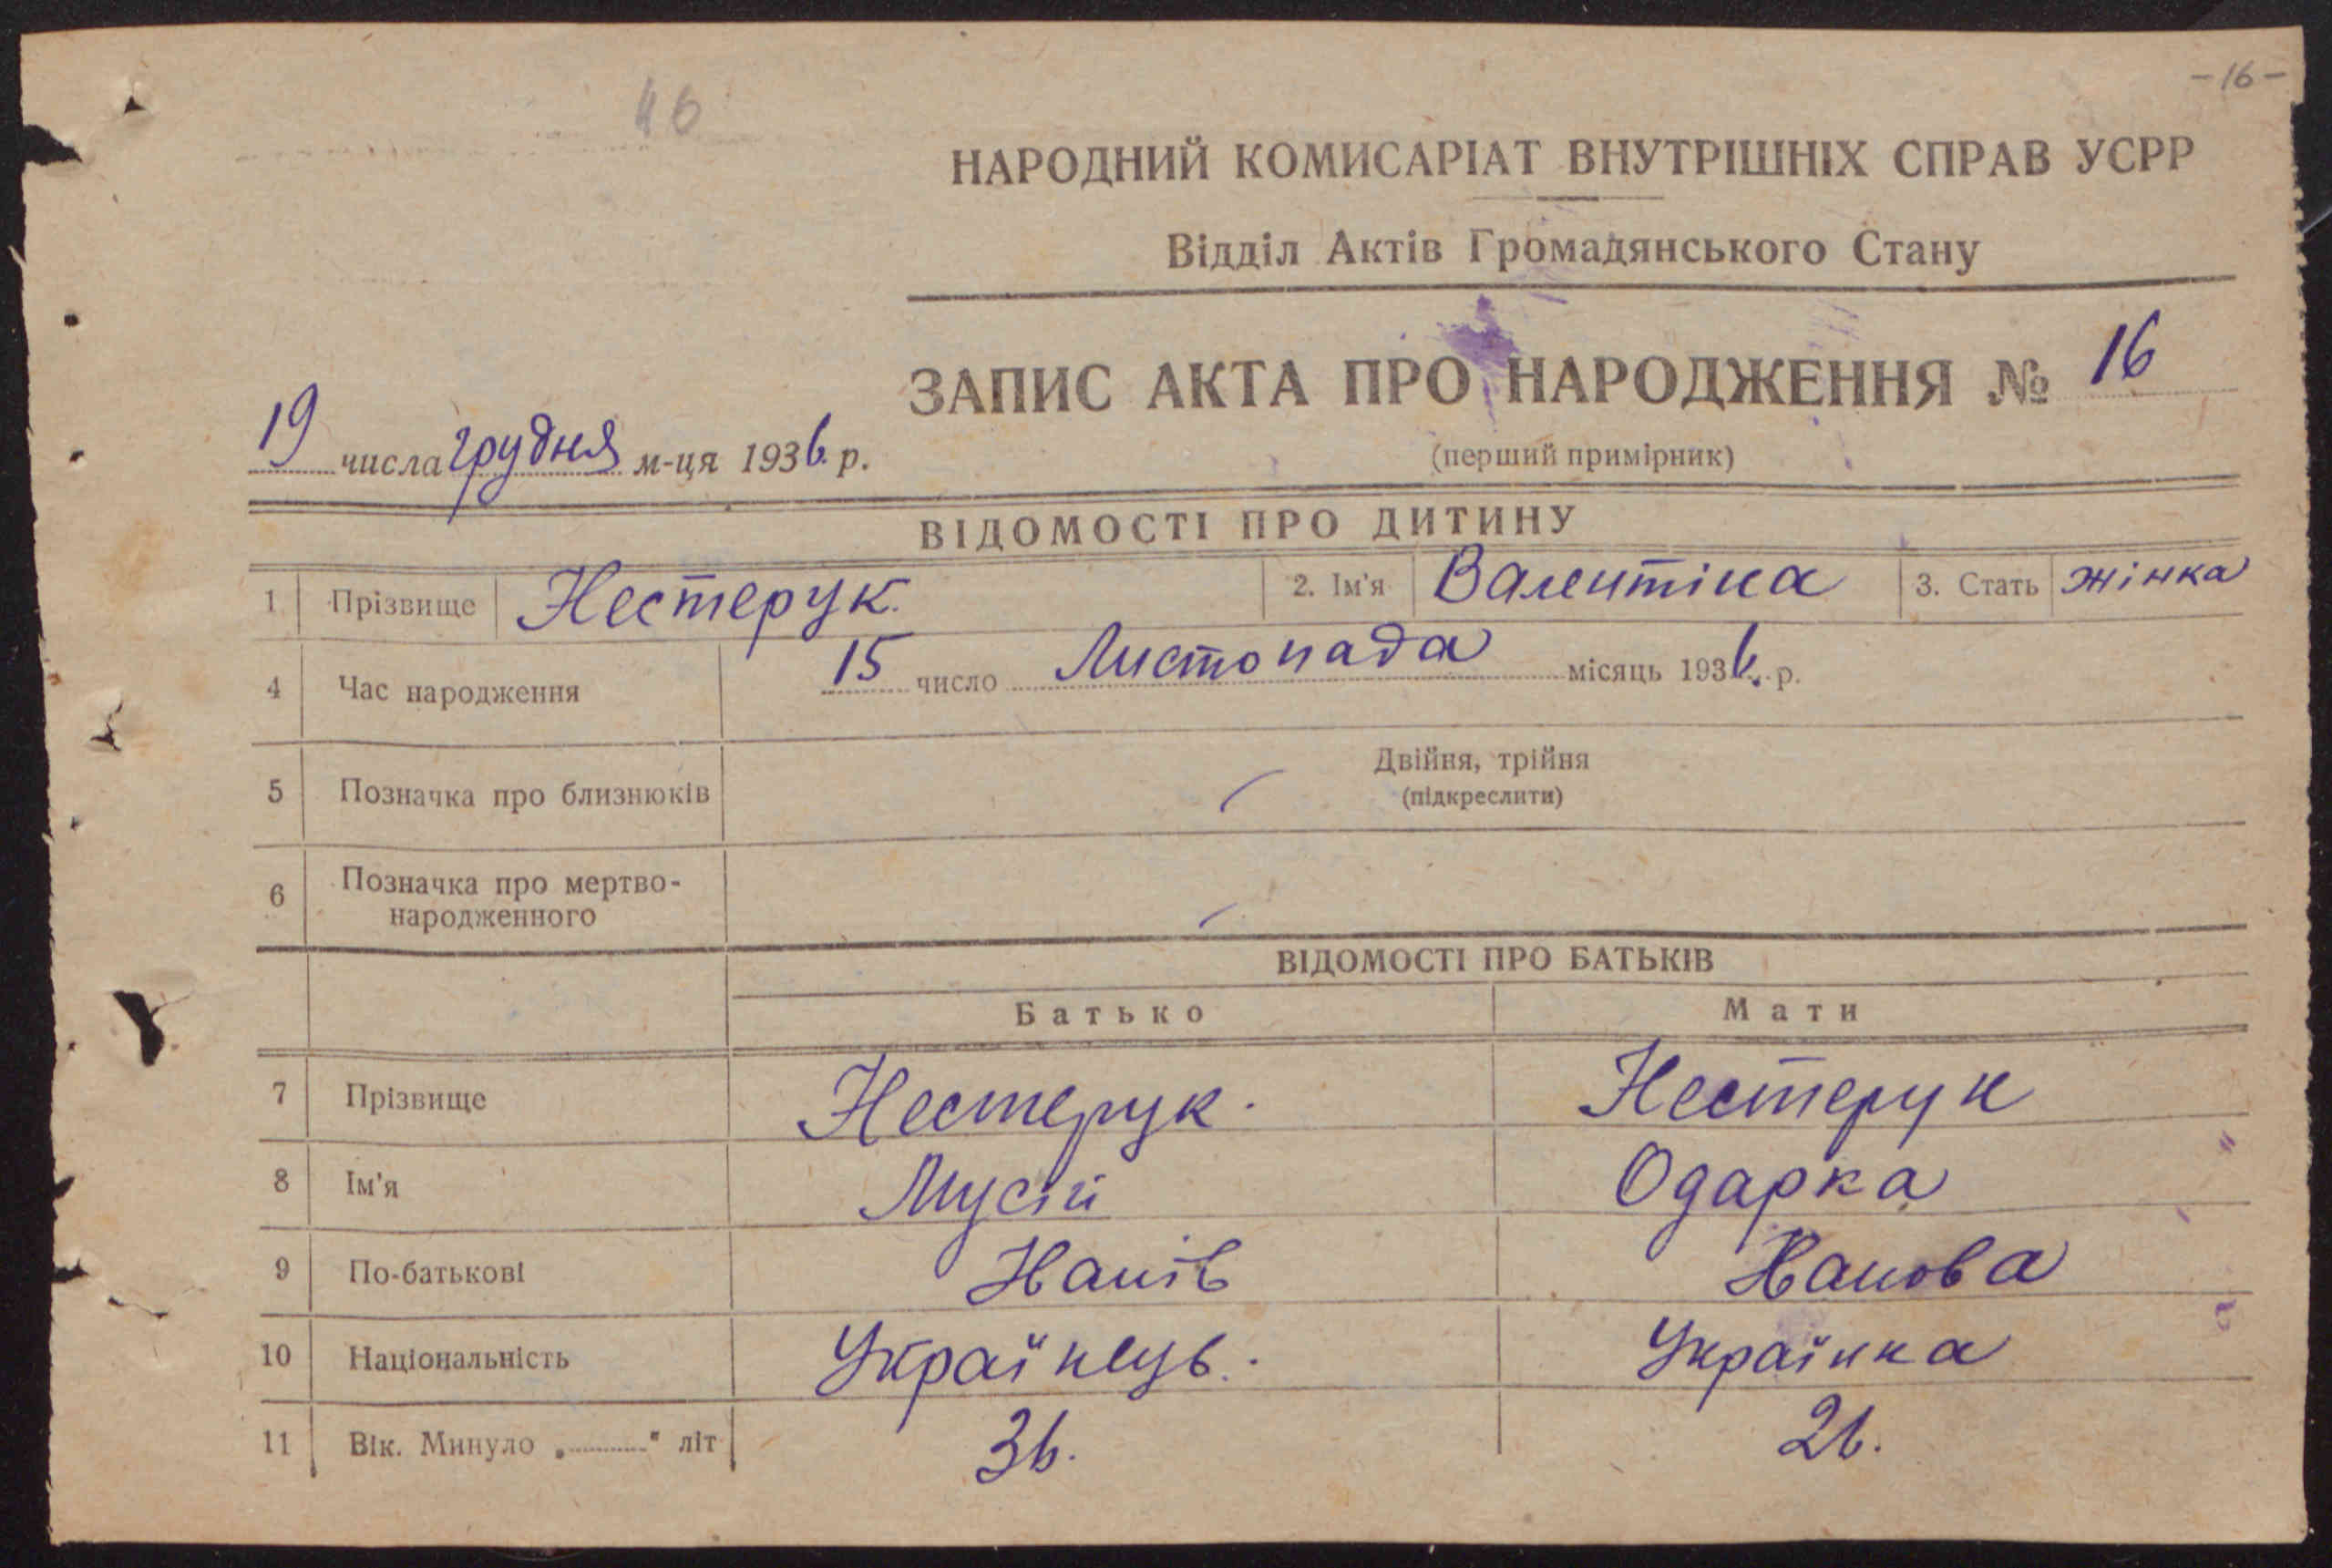 -16-
46
НАРОДНИЙ КОМИСАРІАТ ВНУТРІШНІХ СПРАВ УСРР
Відділ Актів Громадянського Стану
ЗАПИС АКТА ПРО НАРОДЖЕННЯ № 16
19 числа грудня м-ця 1936 р.
(перший примірник)
ВІДОМОСТІ ПРО ДИТИНУ
1 Прізвище Нестерук. 2. Ім'я Валентіна 3. Стать жінка
4 Час народження 15 число Листопада місяць 1936. р.
5 Позначка про близнюків Двійня, трійня
(підкреслити)
6 Позначка про мертво-
народженного
ВІДОМОСТІ ПРО БАТЬКІВ
Батько Мати
7 Прізвище Нестерук. Нестерук
8 Ім'я Мусій Одарка
9 По-батькові
10 Національність Українець. Українка
11 Вік. Минуло „ " літ 36. 26.